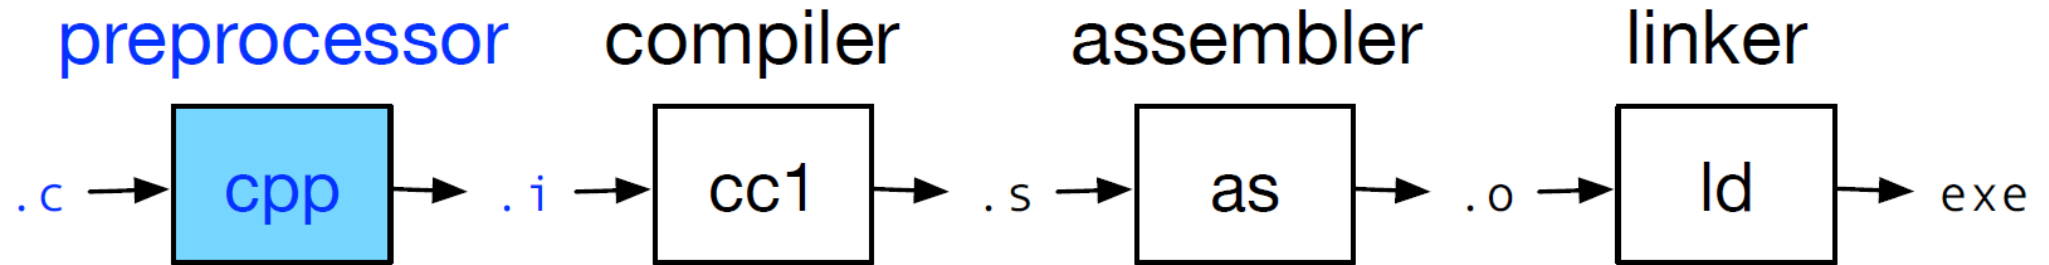 preprocessor compiler assembler linker
.c cpp .i cc1 .s as .o ld exe